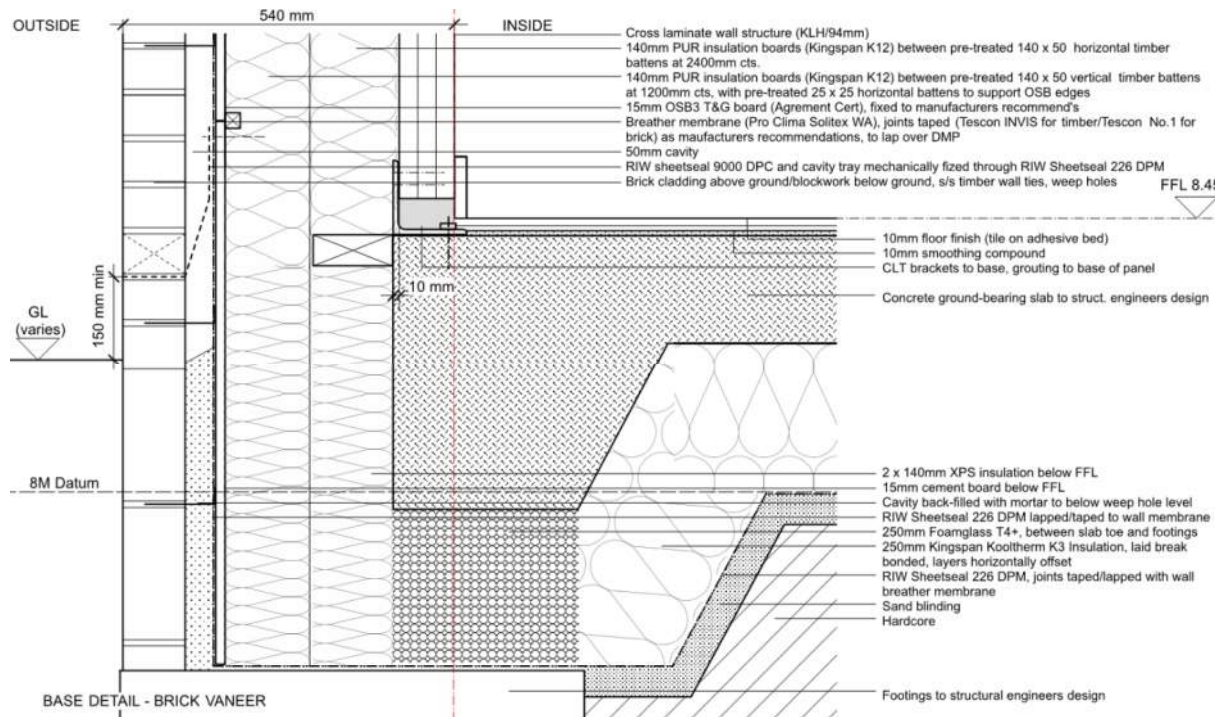 OUTSIDE
540 mm
INSIDE
Cross laminate wall structure (KLH/94mm)
140mm PUR insulation boards (Kingspan K12) between pre-treated 140 x 50 horizontal timber
battens at 2400mm cts.
140mm PUR insulation boards (Kingspan K12) between pre-treated 140 x 50 vertical timber battens
at 1200mm cts, with pre-treated 25 x 25 horizontal battens to support OSB edges
15mm OSB3 T&G board (Agrement Cert), fixed to manufacturers recommend's
Breather membrane (Pro Clima Solitex WA), joints taped (Tescon INVIS for timber/Tescon No.1 for
brick) as maufacturers recommendations, to lap over DMP
50mm cavity
RIW sheetseal 9000 DPC and cavity tray mechanically fized through RIW Sheetseal 226 DPM
Brick cladding above ground/blockwork below ground, s/s timber wall ties, weep holes
FFL 8.45
10mm floor finish (tile on adhesive bed)
10mm smoothing compound
CLT brackets to base, grouting to base of panel
10 mm
Concrete ground-bearing slab to struct. engineers design
150 mm min
GL
(varies)
8M Datum
2 x 140mm XPS insulation below FFL
15mm cement board below FFL
Cavity back-filled with mortar to below weep hole level
RIW Sheetseal 226 DPM lapped/taped to wall membrane
250mm Foamglass T4+, between slab toe and footings
250mm Kingspan Kooltherm K3 Insulation, laid break
bonded, layers horizontally offset
RIW Sheetseal 226 DPM, joints taped/lapped with wall
breather membrane
Sand blinding
Hardcore
Footings to structural engineers design
BASE DETAIL - BRICK VANEER